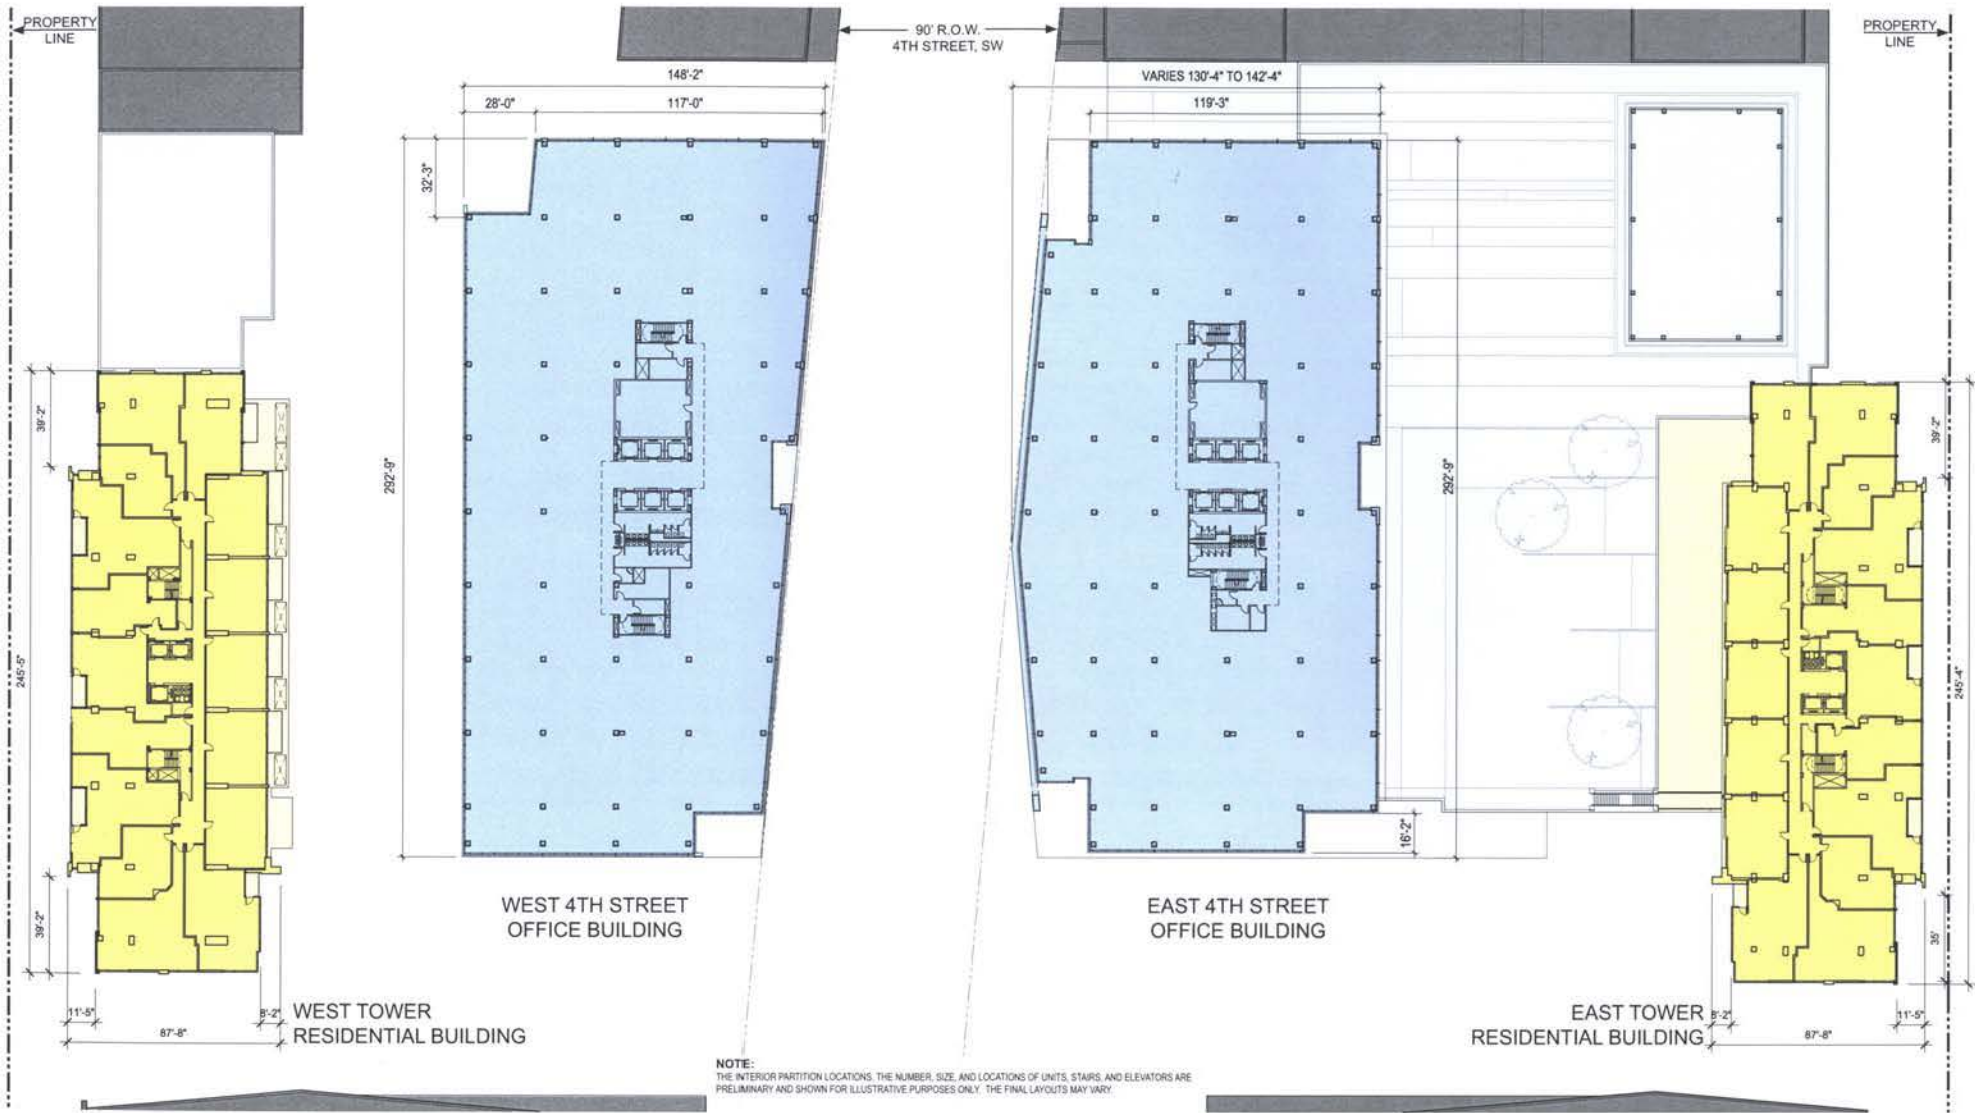 PROPERTY
LINE
90' R.O.W.
4TH STREET, SW
PROPERTY
LINE
148'-2"
VARIES 130'-4" TO 142'-4"
28'-0"
117'-0"
119'-3"
32'-3"
39'-2"
39'-2"
292'-9"
292'-9"
245'-5"
245'-4"
16'-2"
WEST 4TH STREET
OFFICE BUILDING
EAST 4TH STREET
OFFICE BUILDING
39'-2"
35'
11'-5"
8'-2"
87'-8"
WEST TOWER
RESIDENTIAL BUILDING
EAST TOWER
RESIDENTIAL BUILDING
8'-2"
11'-5"
87'-8"
NOTE:
THE INTERIOR PARTITION LOCATIONS, THE NUMBER, SIZE, AND LOCATIONS OF UNITS, STAIRS, AND ELEVATORS ARE
PRELIMINARY AND SHOWN FOR ILLUSTRATIVE PURPOSES ONLY. THE FINAL LAYOUTS MAY VARY.